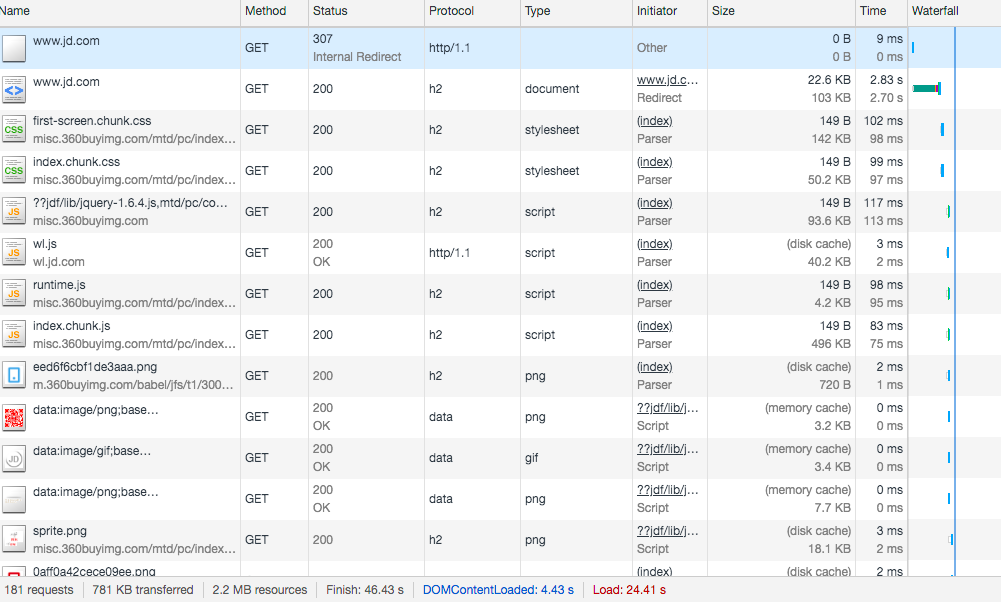 Name Method Status Protocol Type Initiator Size Time Waterfall
www.jd.com GET 307 http/1.1 Other 0 B 9 ms
Internal Redirect 0 B 0 ms
www.jd.com GET 200 h2 document www.jd.c... 22.6 KB 2.83 s
Redirect 103 KB 2.70 s
first-screen.chunk.css GET 200 h2 stylesheet (index) 149 B 102 ms
misc.360buyimg.com/mtd/pc/index... Parser 142 KB 98 ms
index.chunk.css GET 200 h2 stylesheet (index) 149 B 99 ms
misc.360buyimg.com/mtd/pc/index... Parser 50.2 KB 97 ms
??jdf/lib/jquery-1.6.4.js,mtd/pc/co... GET 200 h2 script (index) 149 B 117 ms
misc.360buyimg.com Parser 93.6 KB 113 ms
wl.js GET 200 http/1.1 script (index) (disk cache) 3 ms
wl.jd.com OK Parser 40.2 KB 2 ms
runtime.js GET 200 h2 script (index) 149 B 98 ms
misc.360buyimg.com/mtd/pc/index... Parser 4.2 KB 95 ms
index.chunk.js GET 200 h2 script (index) 149 B 83 ms
misc.360buyimg.com/mtd/pc/index... Parser 496 KB 75 ms
eed6f6cbf1de3aaa.png GET 200 h2 png (index) (disk cache) 2 ms
m.360buyimg.com/babel/jfs/t1/300... Parser 720 B 1 ms
data:image/png;base... GET 200 data png ??jdf/lib/j... (memory cache) 0 ms
OK Script 3.2 KB 0 ms
data:image/gif;base... GET 200 data gif ??jdf/lib/j... (memory cache) 0 ms
OK Script 3.4 KB 0 ms
data:image/png;base... GET 200 data png ??jdf/lib/j... (memory cache) 0 ms
OK Script 7.7 KB 0 ms
sprite.png GET 200 h2 png ??jdf/lib/j... (disk cache) 3 ms
misc.360buyimg.com/mtd/pc/index... Script 18.1 KB 2 ms
0aff0a42cece09ee.png (index) (disk cache) 2 ms
181 requests 781 KB transferred 2.2 MB resources Finish: 46.43 s DOMContentLoaded: 4.43 s Load: 24.41 s